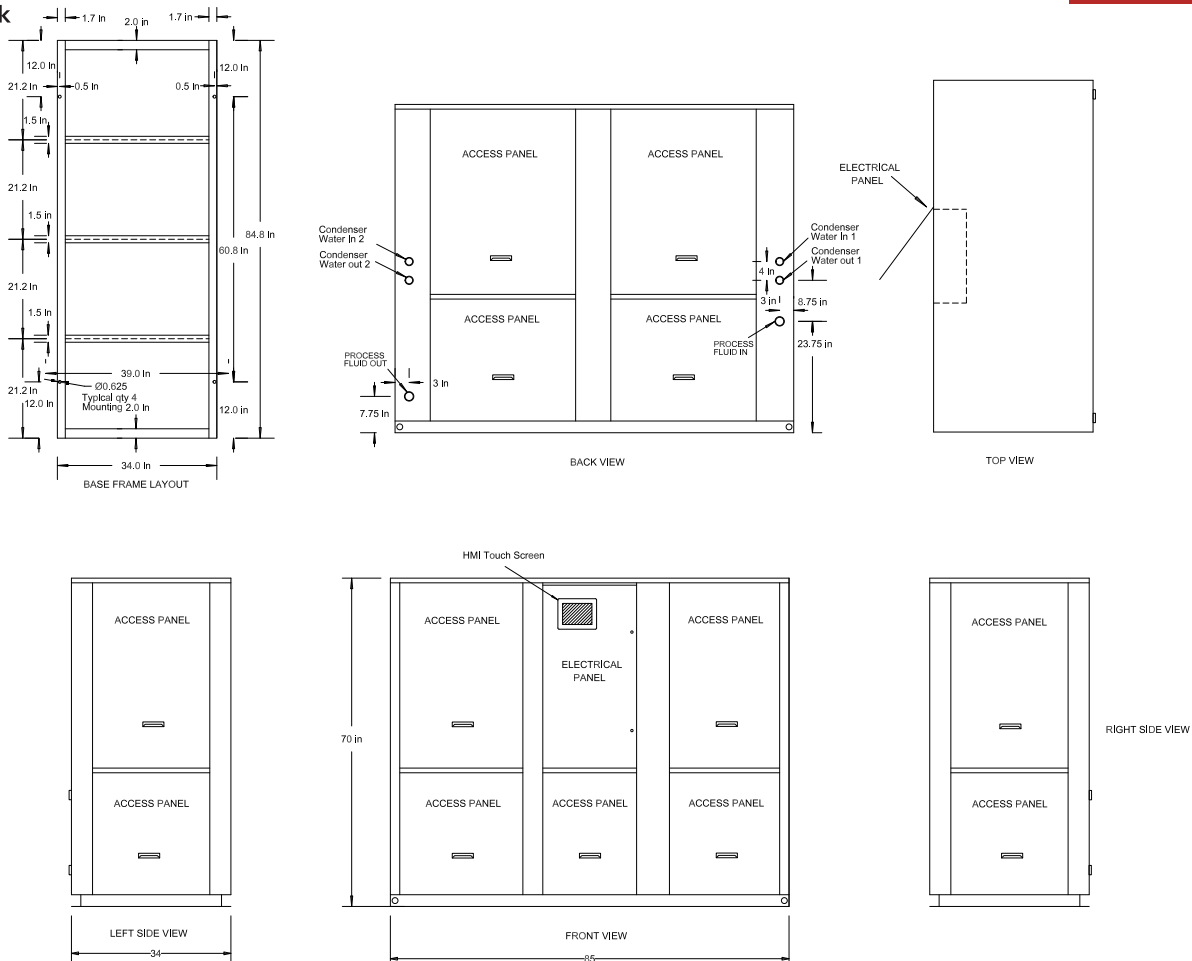 k
1.7 In
2.0 in
1.7 in
12.0 In
12.0 In
21.2 In
0.5 In
0.5 In
1.5 In
21.2 In
1.5 in
84.8 in
60.8 in
21.2 In
1.5 In
39.0 In
21.2 In
Ø0.625
12.0 In
Typical qty 4
Mounting 2.0 In
12.0 In
34.0 In
BASE FRAME LAYOUT
ACCESS PANEL
ACCESS PANEL
Condenser
Water In 2
Condenser
Water out 2
Condenser
Water In 1
Condenser
Water out 1
4 In
3 in
8.75 in
ACCESS PANEL
ACCESS PANEL
PROCESS
FLUID IN
23.75 in
PROCESS
FLUID OUT
3 In
7.75 In
BACK VIEW
ELECTRICAL
PANEL
TOP VIEW
HMI Touch Screen
ACCESS PANEL
ACCESS PANEL
LEFT SIDE VIEW
34
ACCESS PANEL
ACCESS PANEL
ELECTRICAL
PANEL
70 in
ACCESS PANEL
ACCESS PANEL
ACCESS PANEL
FRONT VIEW
85
ACCESS PANEL
RIGHT SIDE VIEW
ACCESS PANEL